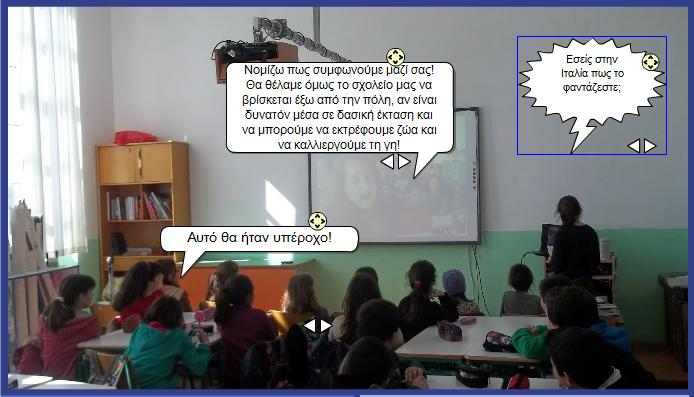 Νομίζω πως συμφωνούμε μαζί σας!
Θα θέλαμε όμως το σχολείο μας να
βρίσκεται έξω από την πόλη, αν είναι
δυνατόν μέσα σε δασική έκταση και
να μπορούμε να εκτρέφουμε ζώα και
να καλλιεργούμε τη γη!
Εσείς στην
Ιταλία πως το
φαντάζεστε;
Αυτό θα ήταν υπέροχο!